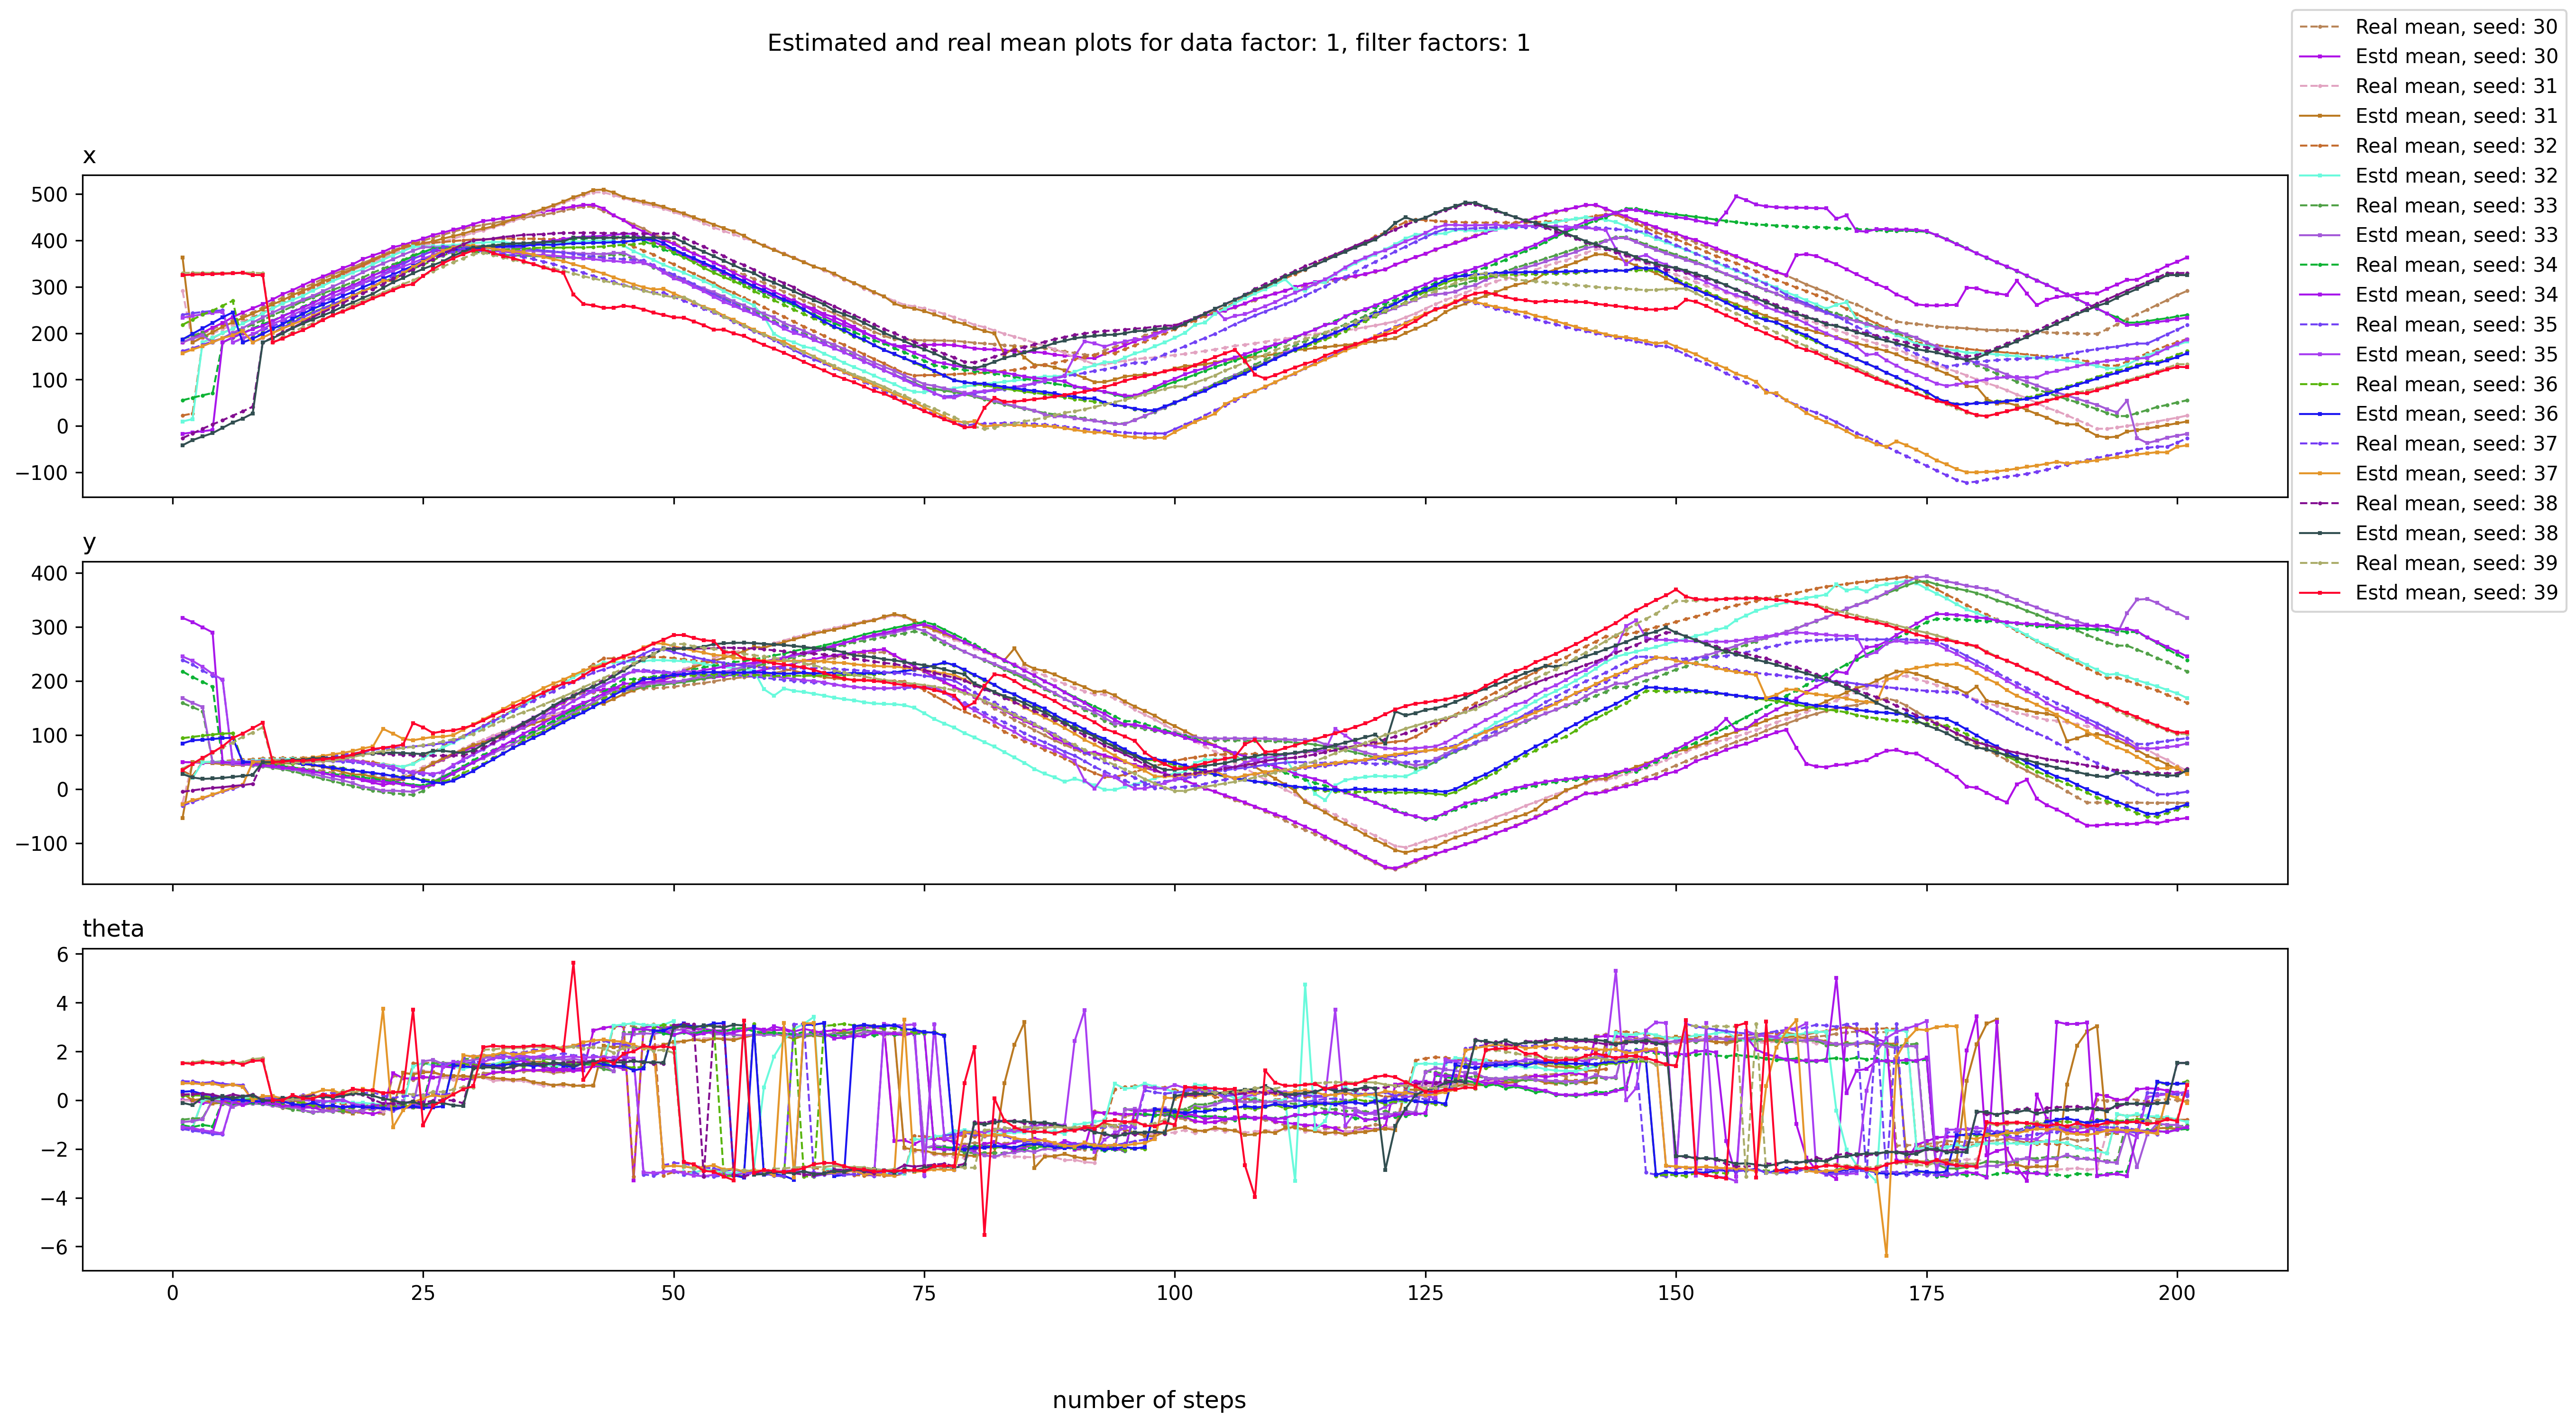 Estimated and real mean plots for data factor: 1, filter factors: 1
Real mean, seed: 30
Estd mean, seed: 30
Real mean, seed: 31
Estd mean, seed: 31
Real mean, seed: 32
Estd mean, seed: 32
Real mean, seed: 33
Estd mean, seed: 33
Real mean, seed: 34
Estd mean, seed: 34
Real mean, seed: 35
Estd mean, seed: 35
Real mean, seed: 36
Estd mean, seed: 36
Real mean, seed: 37
Estd mean, seed: 37
Real mean, seed: 38
Estd mean, seed: 38
Real mean, seed: 39
Estd mean, seed: 39
x
500
400
300
200
100
0
−100
y
400
300
200
100
0
−100
theta
6
4
2
0
−2
−4
−6
0 25 50 75 100 125 150 175 200
number of steps